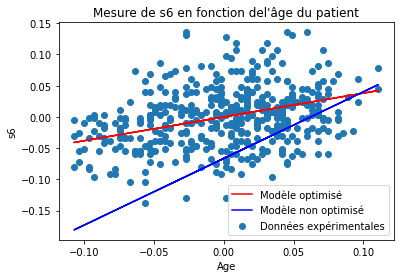 Mesure de s6 en fonction del'âge du patient
0.15
0.10
0.05
0.00
−0.05
−0.10
−0.15
s6
−0.10
−0.05
0.00
0.05
0.10
Age
Modèle optimisé
Modèle non optimisé
Données expérimentales